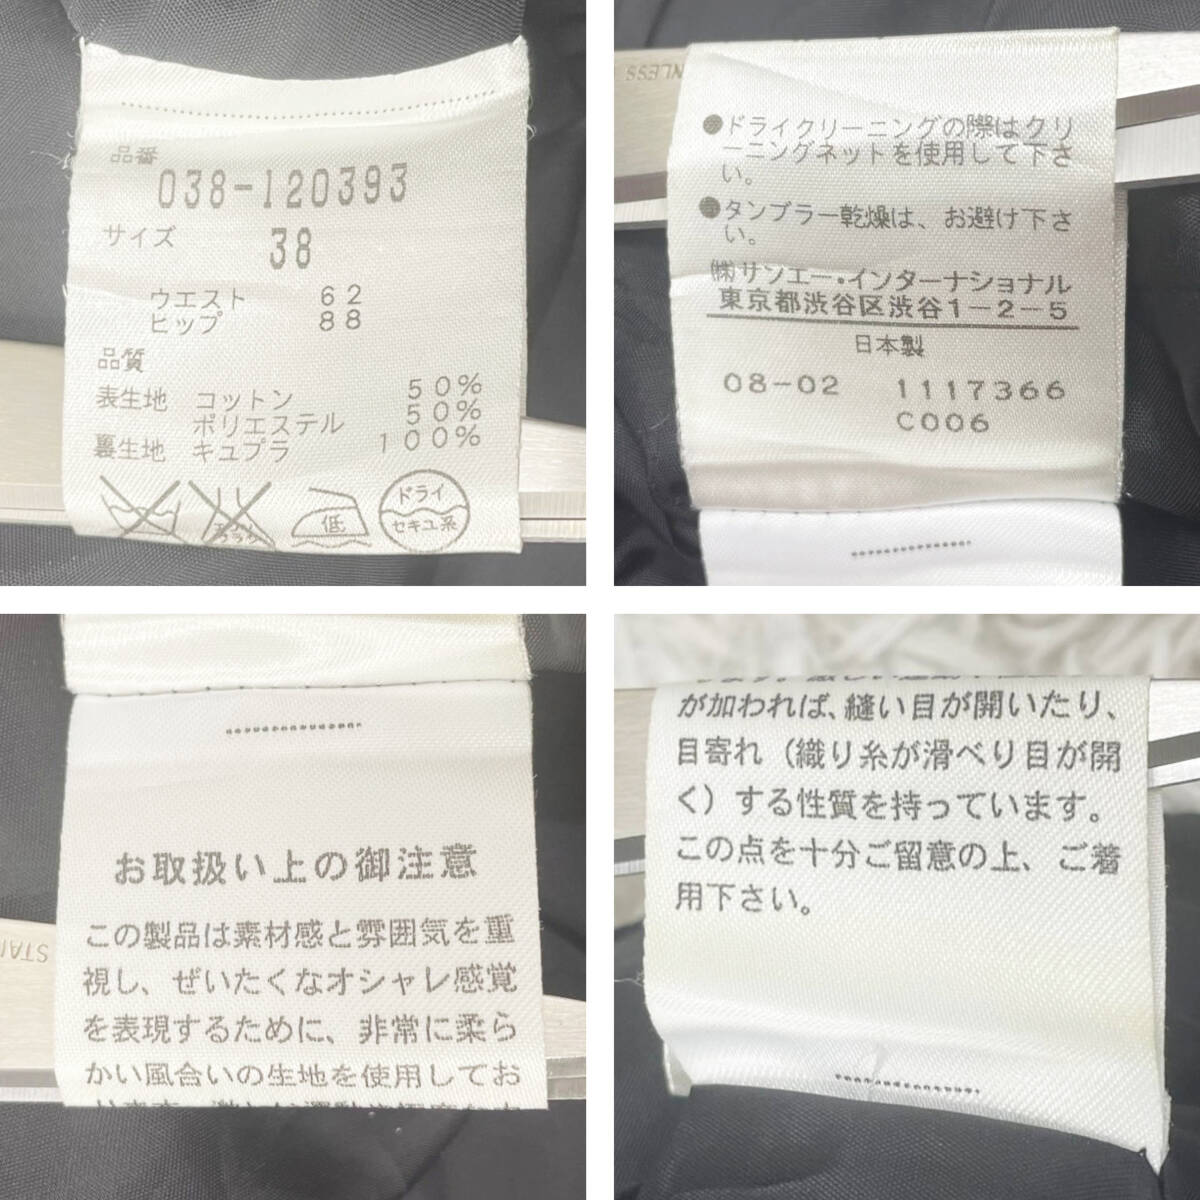 品番
038-120393
サイズ 38
ウエスト 62
ヒップ 88
品質
表生地 コットン 50%
ポリエステル 50%
裏生地 キュプラ 100%
低
ドライ
セキユ系
●ドライクリーニングの際はクリ
ーニングネットを使用して下さ
い。
●タンブラー乾燥は、お避け下さ
い。
㈱サンエー・インターナショナル
東京都渋谷区渋谷1-2-5
日本製
08-02 1117366
C006
お取扱い上の御注意
この製品は素材感と雰囲気を重
視し、ぜいたくなオシャレ感覚
を表現するために、非常に柔ら
かい風合いの生地を使用してお
が加われば、縫い目が開いたり、
目寄れ（織り糸が滑べり目が開
く）する性質を持っています。
この点を十分ご留意の上、ご着
用下さい。